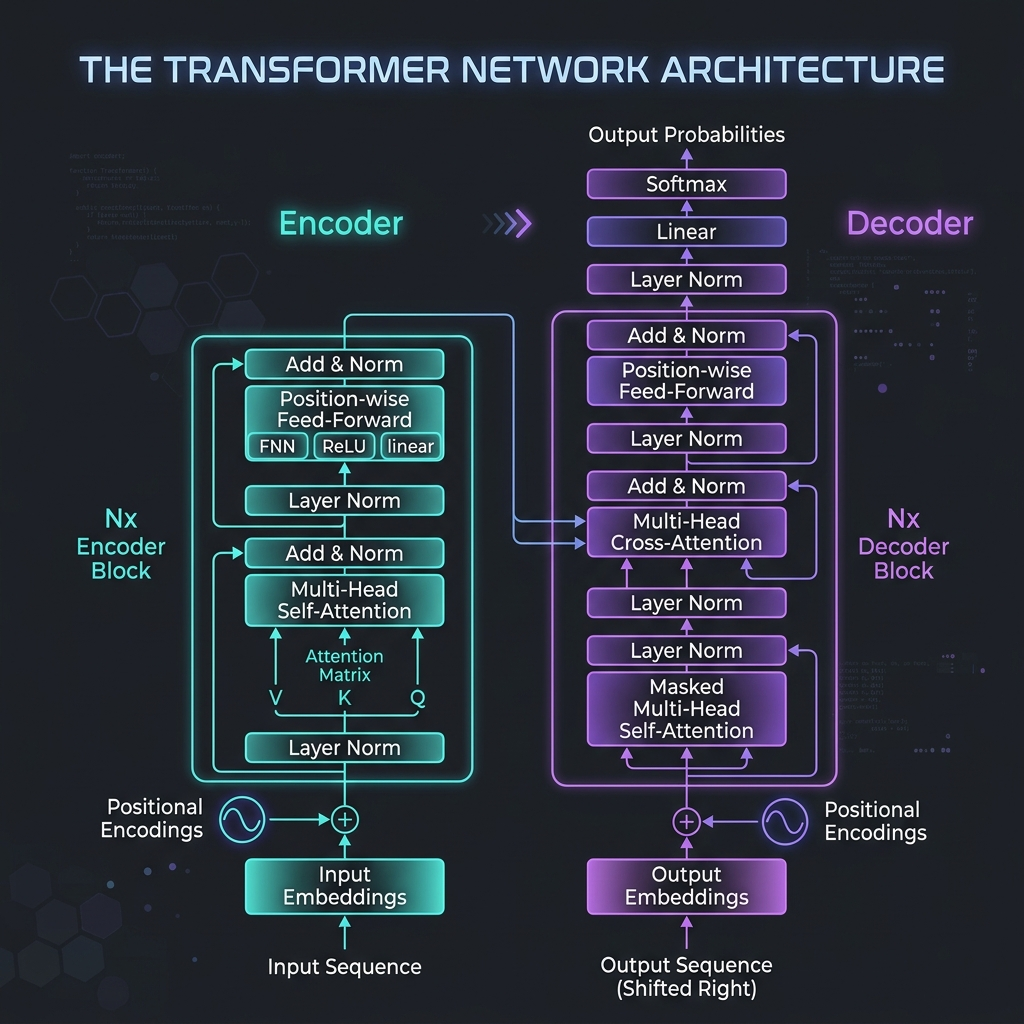 THE TRANSFORMER NETWORK ARCHITECTURE
Encoder
Decoder
Output Probabilities
Softmax
Linear
Layer Norm
Add & Norm
Position-wise
Feed-Forward
FNN
ReLU
linear
Layer Norm
Add & Norm
Multi-Head
Self-Attention
Attention
Matrix
V
K
Q
Layer Norm
Nx
Encoder
Block
Positional
Encodings
+
Input
Embeddings
Input Sequence
Add & Norm
Position-wise
Feed-Forward
Layer Norm
Add & Norm
Multi-Head
Cross-Attention
Layer Norm
Layer Norm
Masked
Multi-Head
Self-Attention
Nx
Decoder
Block
+
Positional
Encodings
Output
Embeddings
Output Sequence
(Shifted Right)